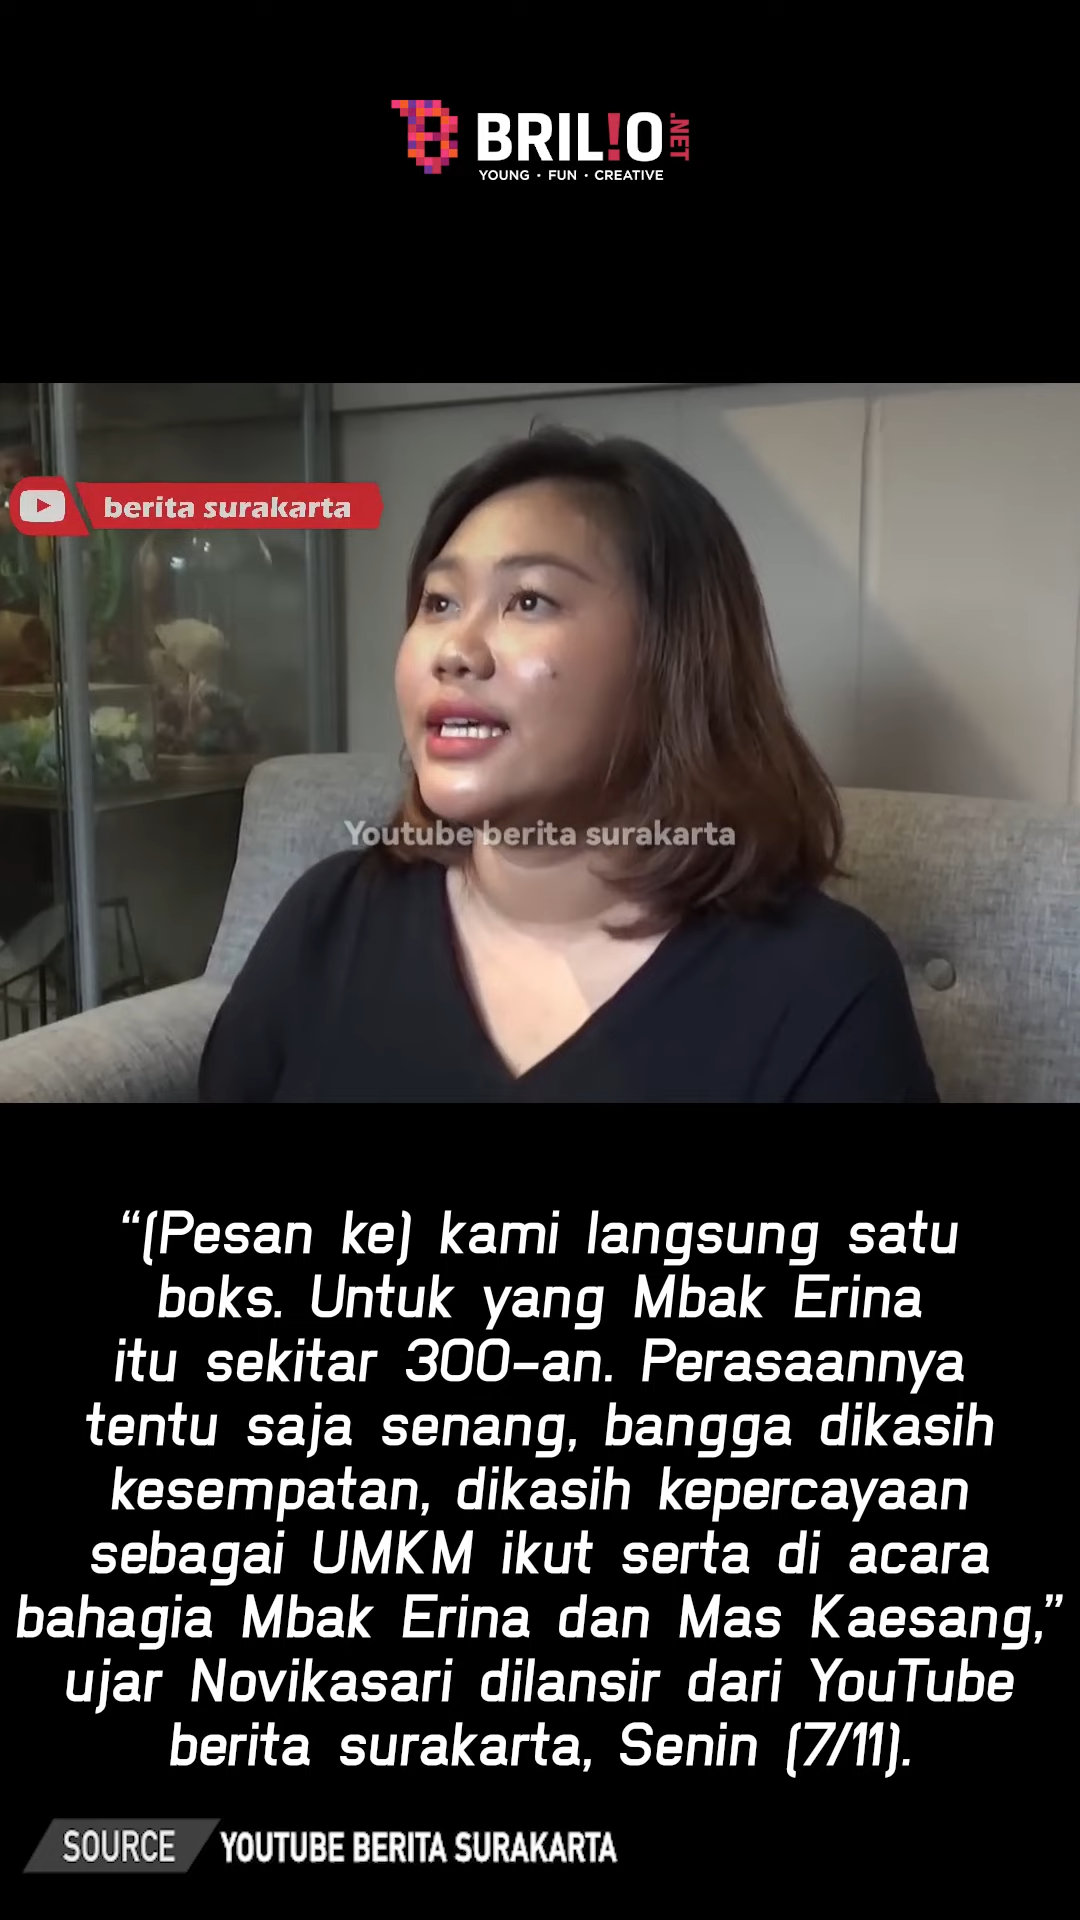 BRIL!O.NET
YOUNG · FUN · CREATIVE
berita surakarta
Youtube berita surakarta
“(Pesan ke) kami langsung satu
boks. Untuk yang Mbak Erina
itu sekitar 300-an. Perasaannya
tentu saja senang, bangga dikasih
kesempatan, dikasih kepercayaan
sebagai UMKM ikut serta di acara
bahagia Mbak Erina dan Mas Kaesang,”
ujar Novikasari dilansir dari YouTube
berita surakarta, Senin (7/11).
SOURCE YOUTUBE BERITA SURAKARTA